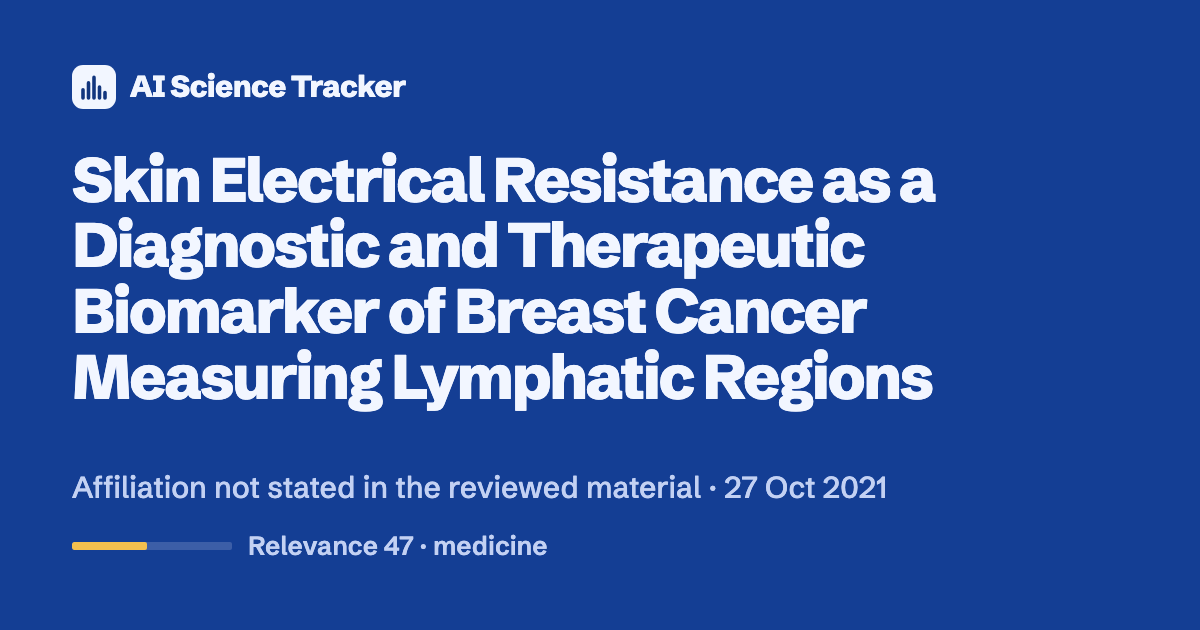 AI Science Tracker
Skin Electrical Resistance as a
Diagnostic and Therapeutic
Biomarker of Breast Cancer
Measuring Lymphatic Regions
Affiliation not stated in the reviewed material · 27 Oct 2021
Relevance 47 · medicine